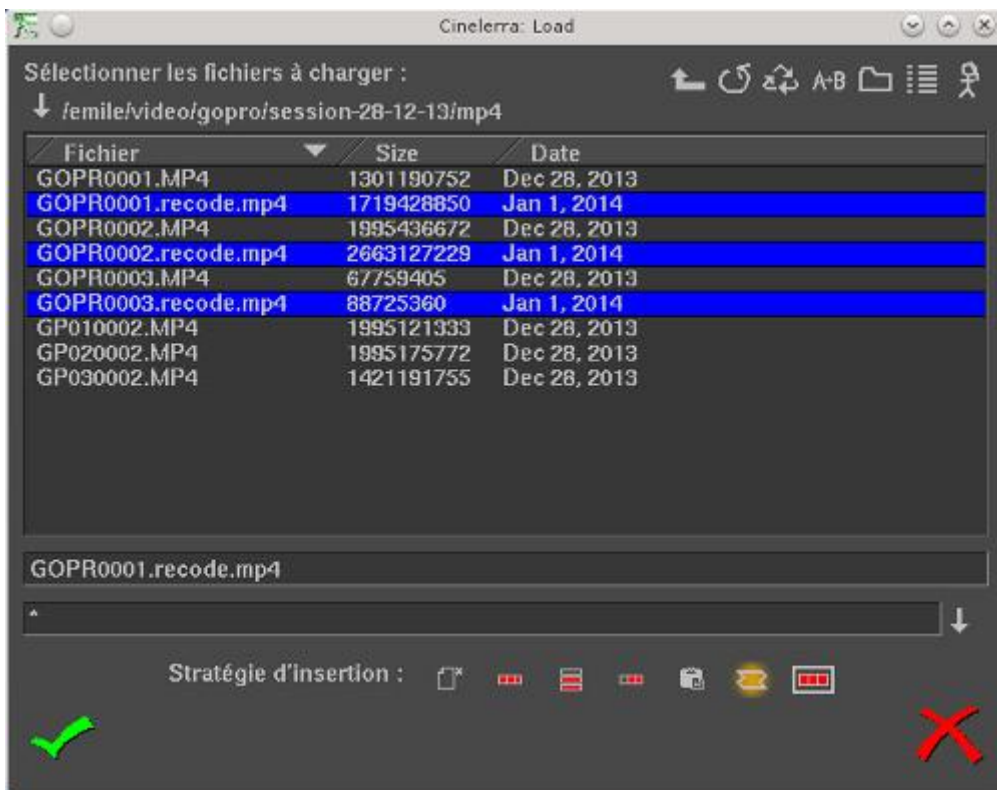 Cinelerra: Load
Sélectionner les fichiers à charger :
A+B
/emile/video/gopro/session-28-12-13/mp4
Fichier Size Date
GOPR0001.MP4 1301190752 Dec 28, 2013
GOPR0001.recode.mp4 1719428850 Jan 1, 2014
GOPR0002.MP4 1995436672 Dec 28, 2013
GOPR0002.recode.mp4 2663127229 Jan 1, 2014
GOPR0003.MP4 67759405 Dec 28, 2013
GOPR0003.recode.mp4 88725360 Jan 1, 2014
GP010002.MP4 1995121333 Dec 28, 2013
GP020002.MP4 1995175772 Dec 28, 2013
GP030002.MP4 1421191755 Dec 28, 2013
GOPR0001.recode.mp4
*
Stratégie d'insertion :